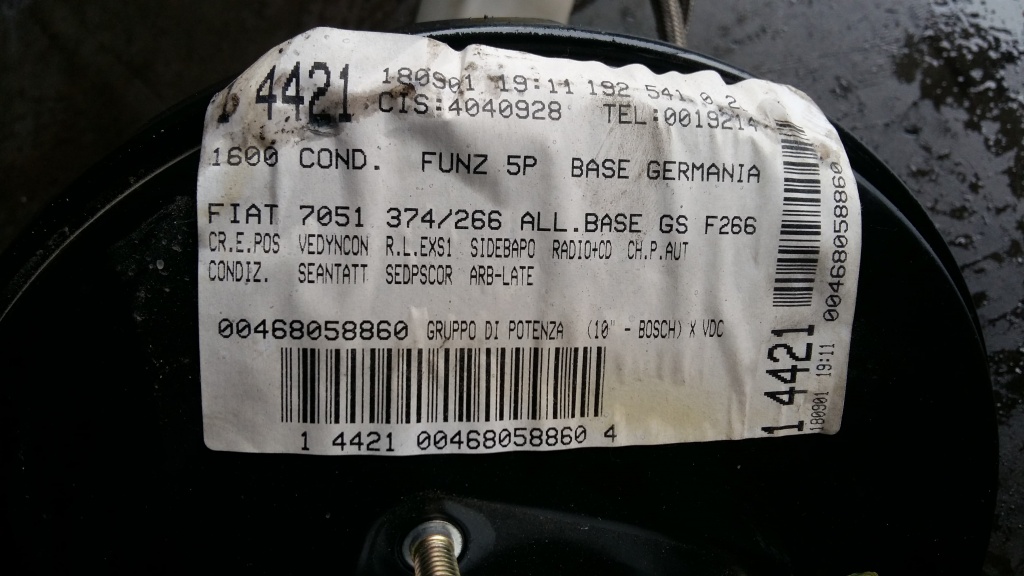 1 4421 180901 19:11 192 541 0 2
CIS:4040928 TEL:0019214
1600 COND. FUNZ 5P BASE GERMANIA
FIAT 7051 374/266 ALL.BASE GS F266
CR.E.POS VEDYNCON R.L.EXS1 SIDEBAPO RADIO+CD CH.P.AUT
CONDIZ. SEANTATT SEDPSCOR ARB-LATE
00468058860 GRUPPO DI POTENZA (10" - BOSCH) X VDC
1 4421 00468058860 4
1 4421
180901 19:11
00468058860